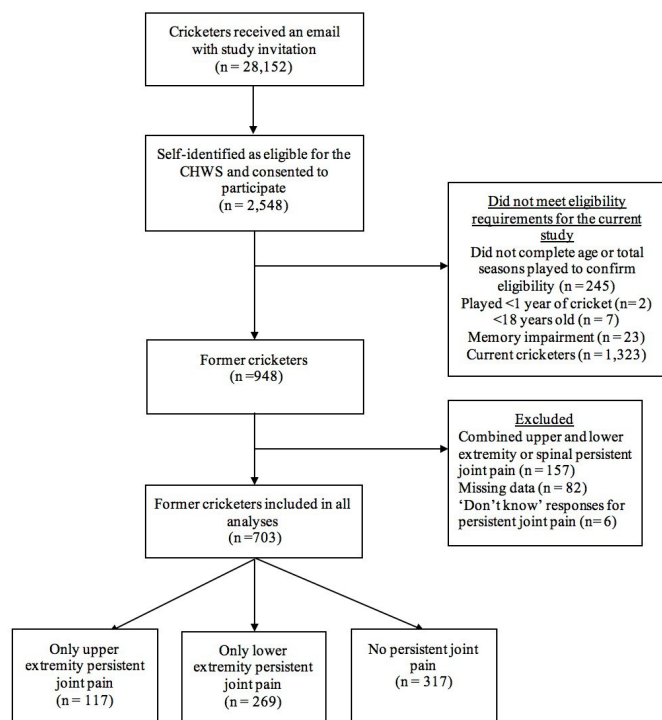 Cricketers received an email
with study invitation
(n = 28,152)
Self-identified as eligible for the
CHWS and consented to
participate
(n = 2,548)
Did not meet eligibility
requirements for the current
study
Did not complete age or total
seasons played to confirm
eligibility (n = 245)
Played <1 year of cricket (n=2)
<18 years old (n = 7)
Memory impairment (n = 23)
Current cricketers (n = 1,323)
Former cricketers
(n =948)
Excluded
Combined upper and lower
extremity or spinal persistent
joint pain (n = 157)
Missing data (n = 82)
‘Don’t know’ responses for
persistent joint pain (n= 6)
Former cricketers included in all
analyses
(n =703)
Only upper
extremity persistent
joint pain
(n = 117)
Only lower
extremity persistent
joint pain
(n = 269)
No persistent joint
pain
(n = 317)